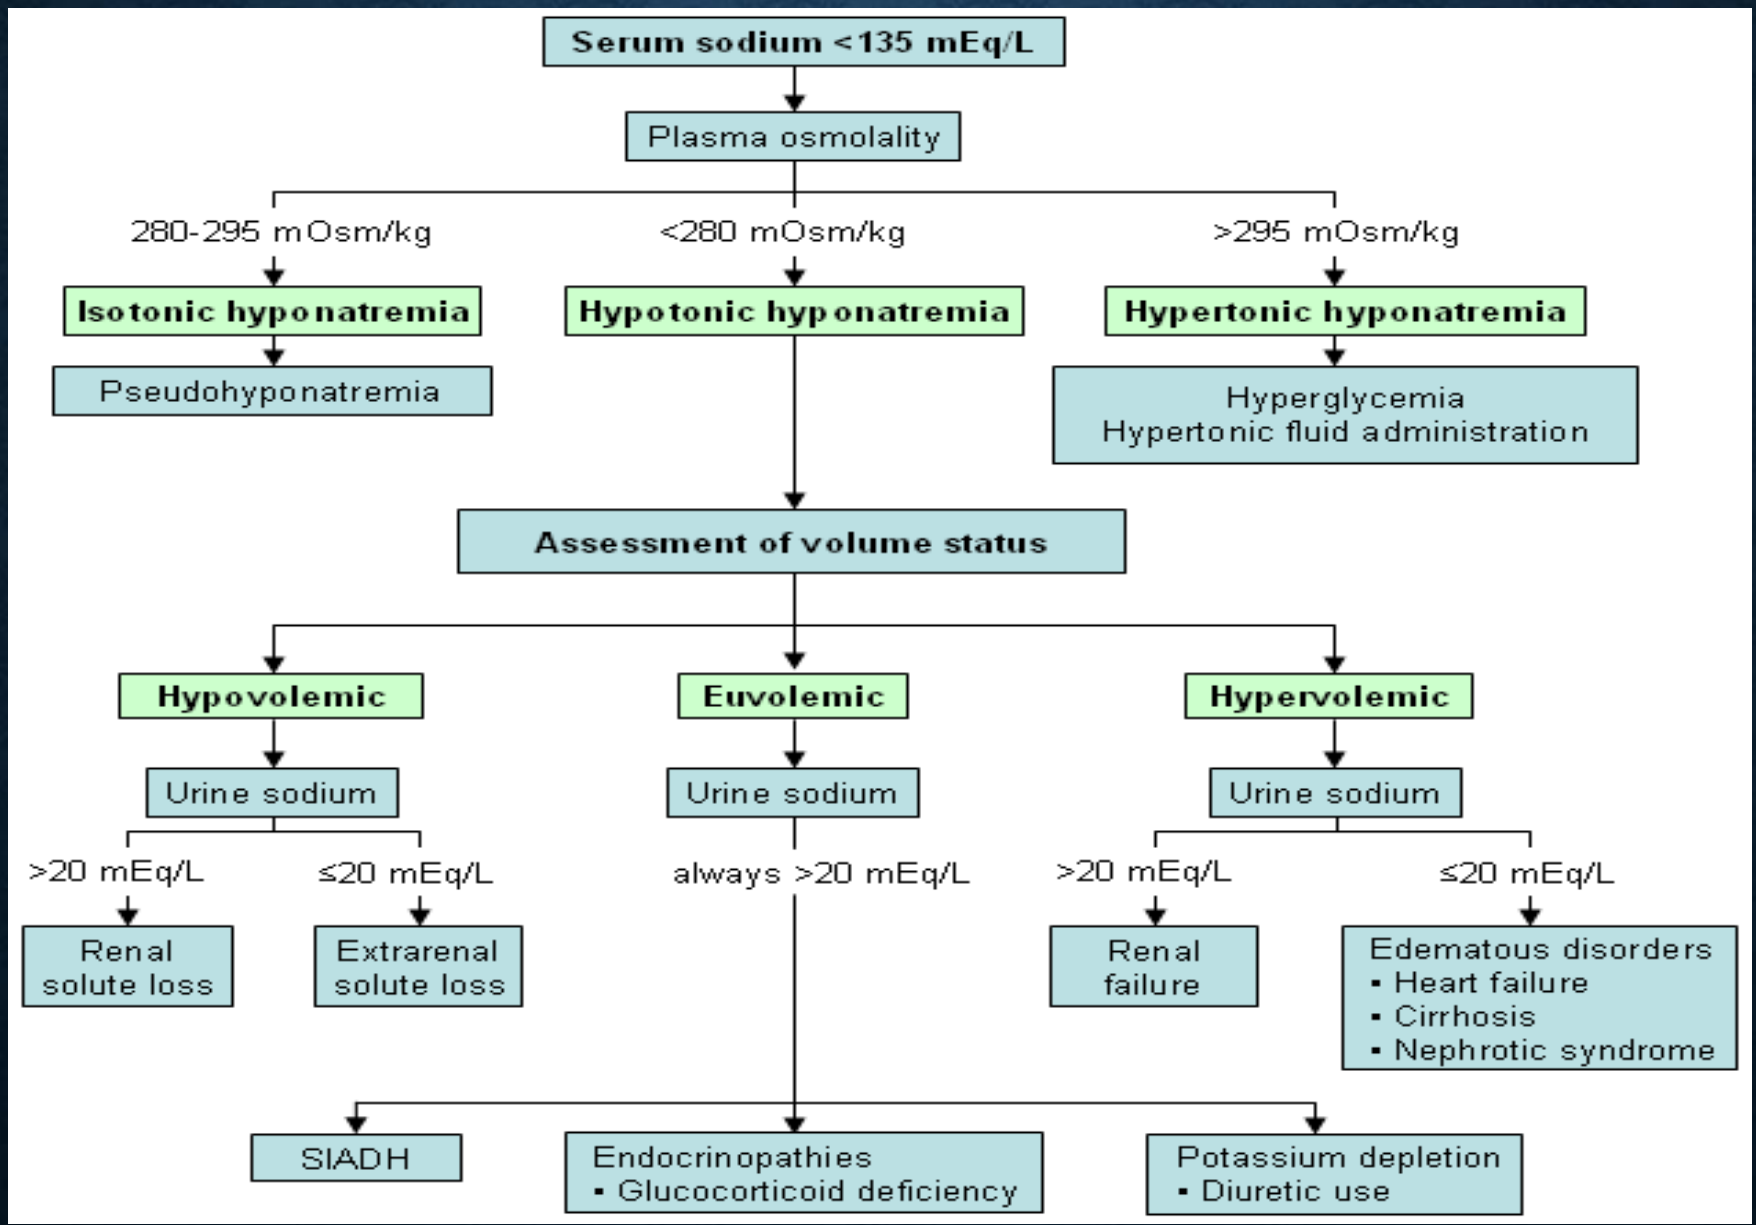 Serum sodium <135 mEq/L
Plasma osmolality
280-295 mOsm/kg
<280 mOsm/kg
>295 mOsm/kg
Isotonic hyponatremia
Hypotonic hyponatremia
Hypertonic hyponatremia
Pseudohyponatremia
Hyperglycemia
Hypertonic fluid administration
Assessment of volume status
Hypovolemic
Euvolemic
Hypervolemic
Urine sodium
Urine sodium
Urine sodium
>20 mEq/L
≤20 mEq/L
always >20 mEq/L
>20 mEq/L
≤20 mEq/L
Renal
solute loss
Extrarenal
solute loss
Renal
failure
Edematous disorders
▪ Heart failure
▪ Cirrhosis
▪ Nephrotic syndrome
SIADH
Endocrinopathies
▪ Glucocorticoid deficiency
Potassium depletion
▪ Diuretic use